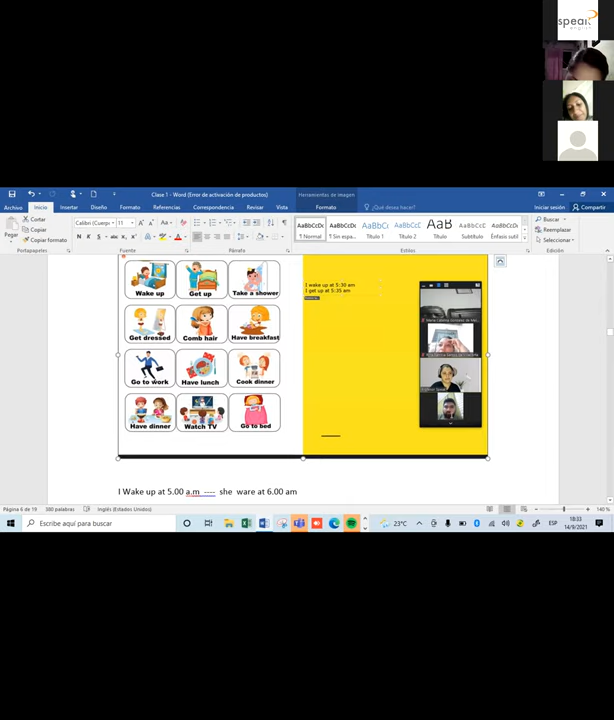 speak
english
Clase 1 - Word (Error de activación de productos)
Herramientas de imagen
Archivo Inicio Insertar Diseño Formato Referencias Correspondencia Revisar Vista Formato ¿Qué desea hacer? Iniciar sesión Compartir
Cortar
Copiar
Copiar formato
Pegar
Calibri (Cuerpo 11
AaBbCcDc AaBbCcDc AaBbCc AaBbCcC AaB AaBbCcC AaBbCcDc
¶ Normal ¶ Sin espa... Título 1 Título 2 Título Subtítulo Énfasis sutil
Buscar
Reemplazar
Seleccionar
Portapapeles Fuente Párrafo Estilos Edición
Wake up Get up Take a shower
Get dressed Comb hair Have breakfast
Go to work Have lunch Cook dinner
Have dinner Watch TV Go to bed
I wake up at 5:30 am
I get up at 5:35 am
I Wake up at 5.00 a.m ---- she ware at 6.00 am
Página 6 de 19 380 palabras Inglés (Estados Unidos) 140 %
Escribe aquí para buscar
23°C
ESP
18:33
14/9/2021